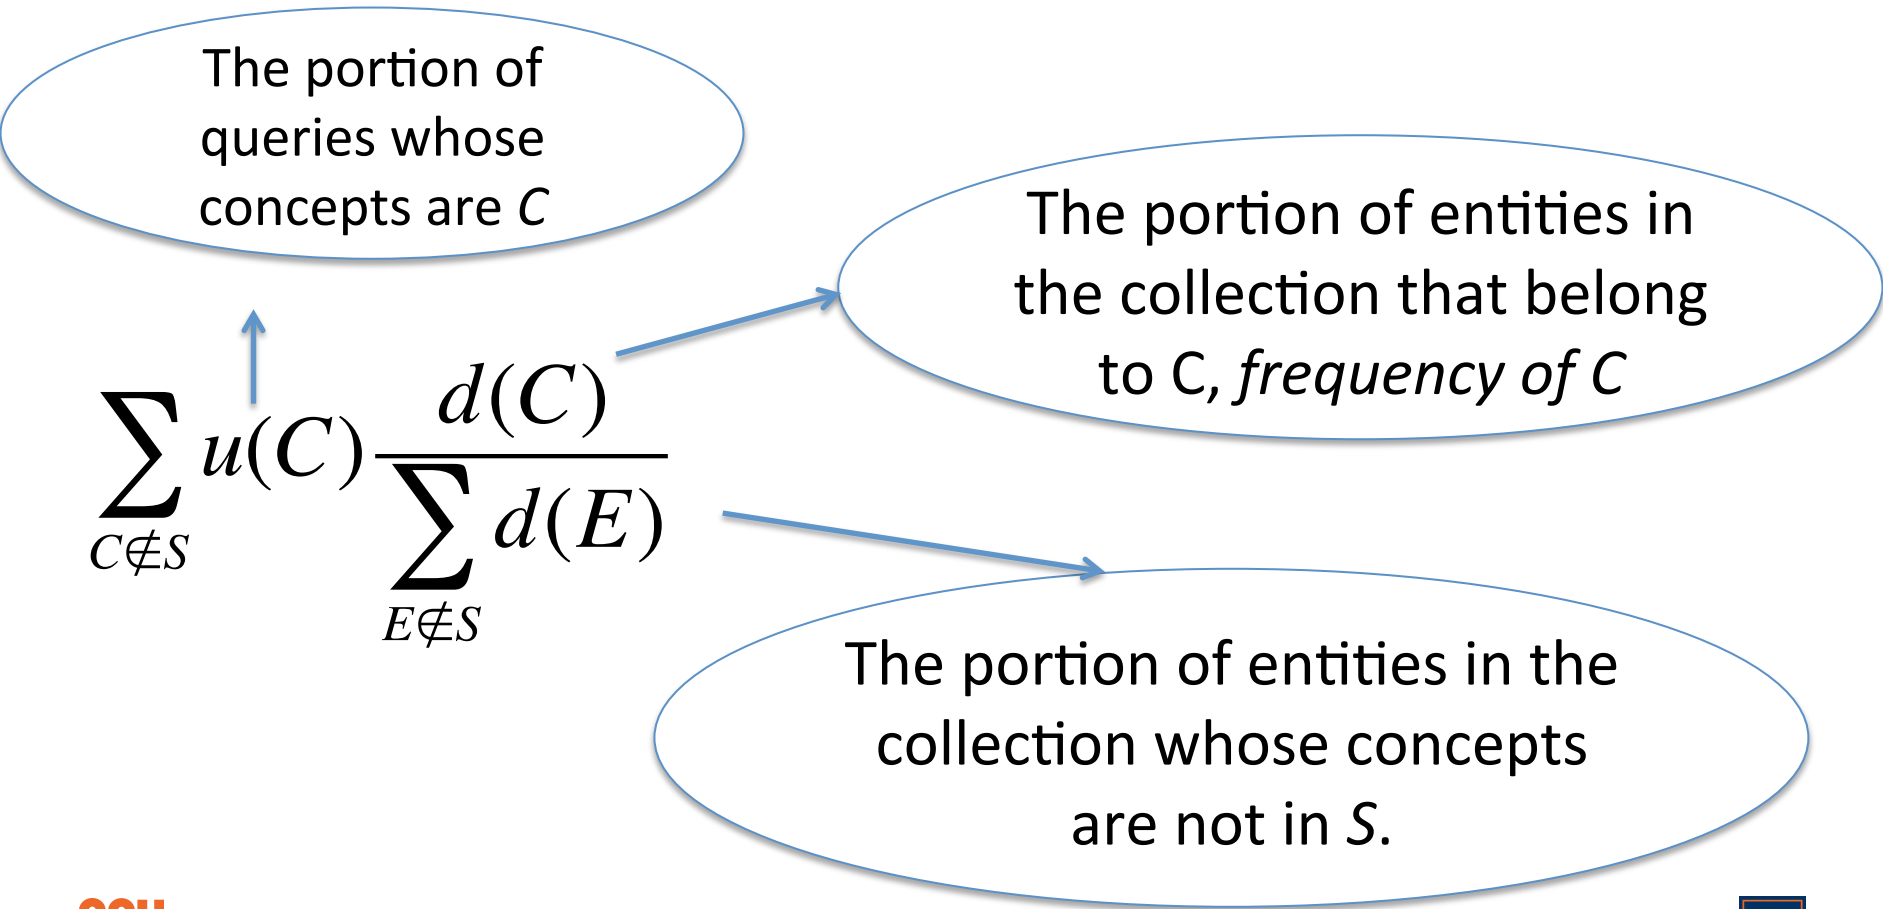 The portion of
queries whose
concepts are C
The portion of entities in
the collection that belong
to C, frequency of C
∑ u(C) d(C)
C∉S
∑ d(E)
E∉S
The portion of entities in the
collection whose concepts
are not in S.